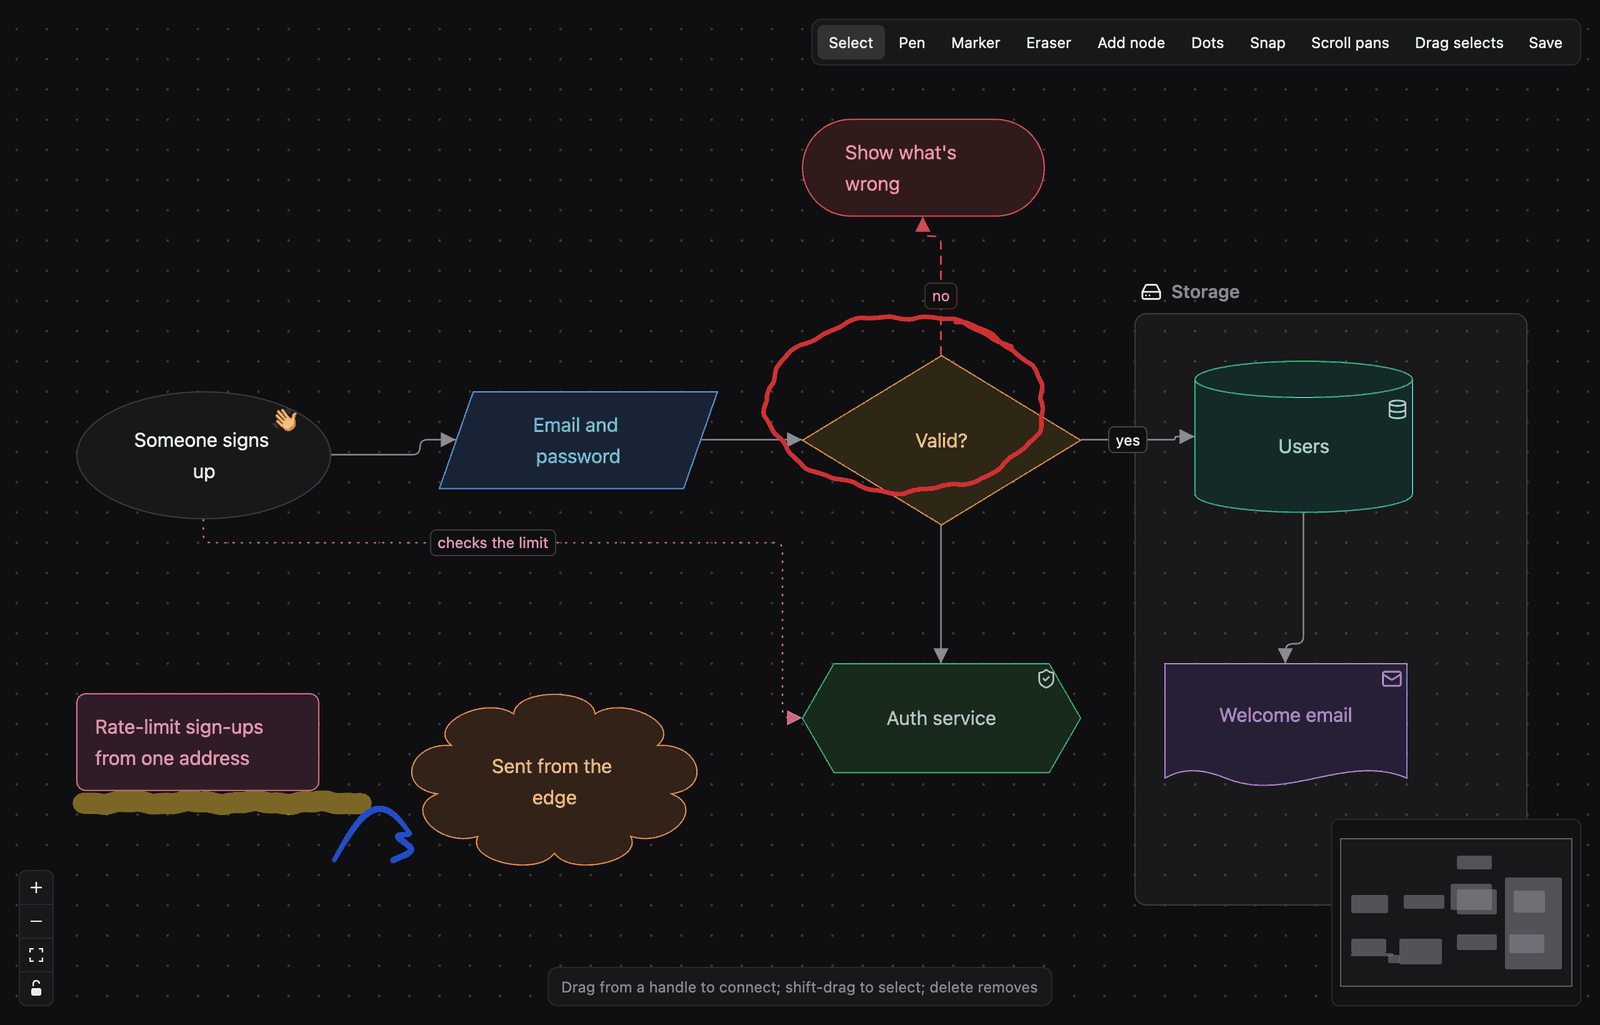 Select Pen Marker Eraser Add node Dots Snap Scroll pans Drag selects Save
Show what's
wrong
no
Storage
Someone signs
up
Email and
password
Valid?
yes
Users
checks the limit
Rate-limit sign-ups
from one address
Sent from the
edge
Auth service
Welcome email
Drag from a handle to connect; shift-drag to select; delete removes